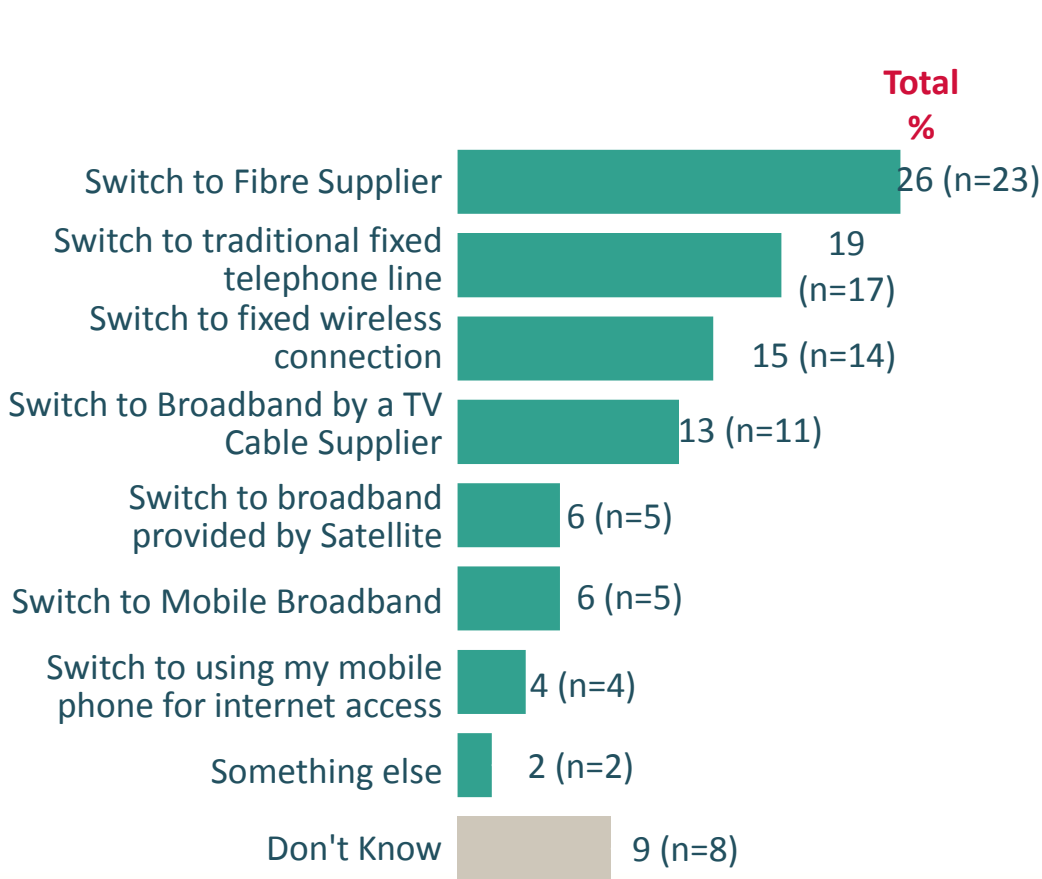 Total
%
Switch to Fibre Supplier
26 (n=23)
Switch to traditional fixed
telephone line
19
(n=17)
Switch to fixed wireless
connection
15 (n=14)
Switch to Broadband by a TV
Cable Supplier
13 (n=11)
Switch to broadband
provided by Satellite
6 (n=5)
Switch to Mobile Broadband
6 (n=5)
Switch to using my mobile
phone for internet access
4 (n=4)
Something else
2 (n=2)
Don't Know
9 (n=8)